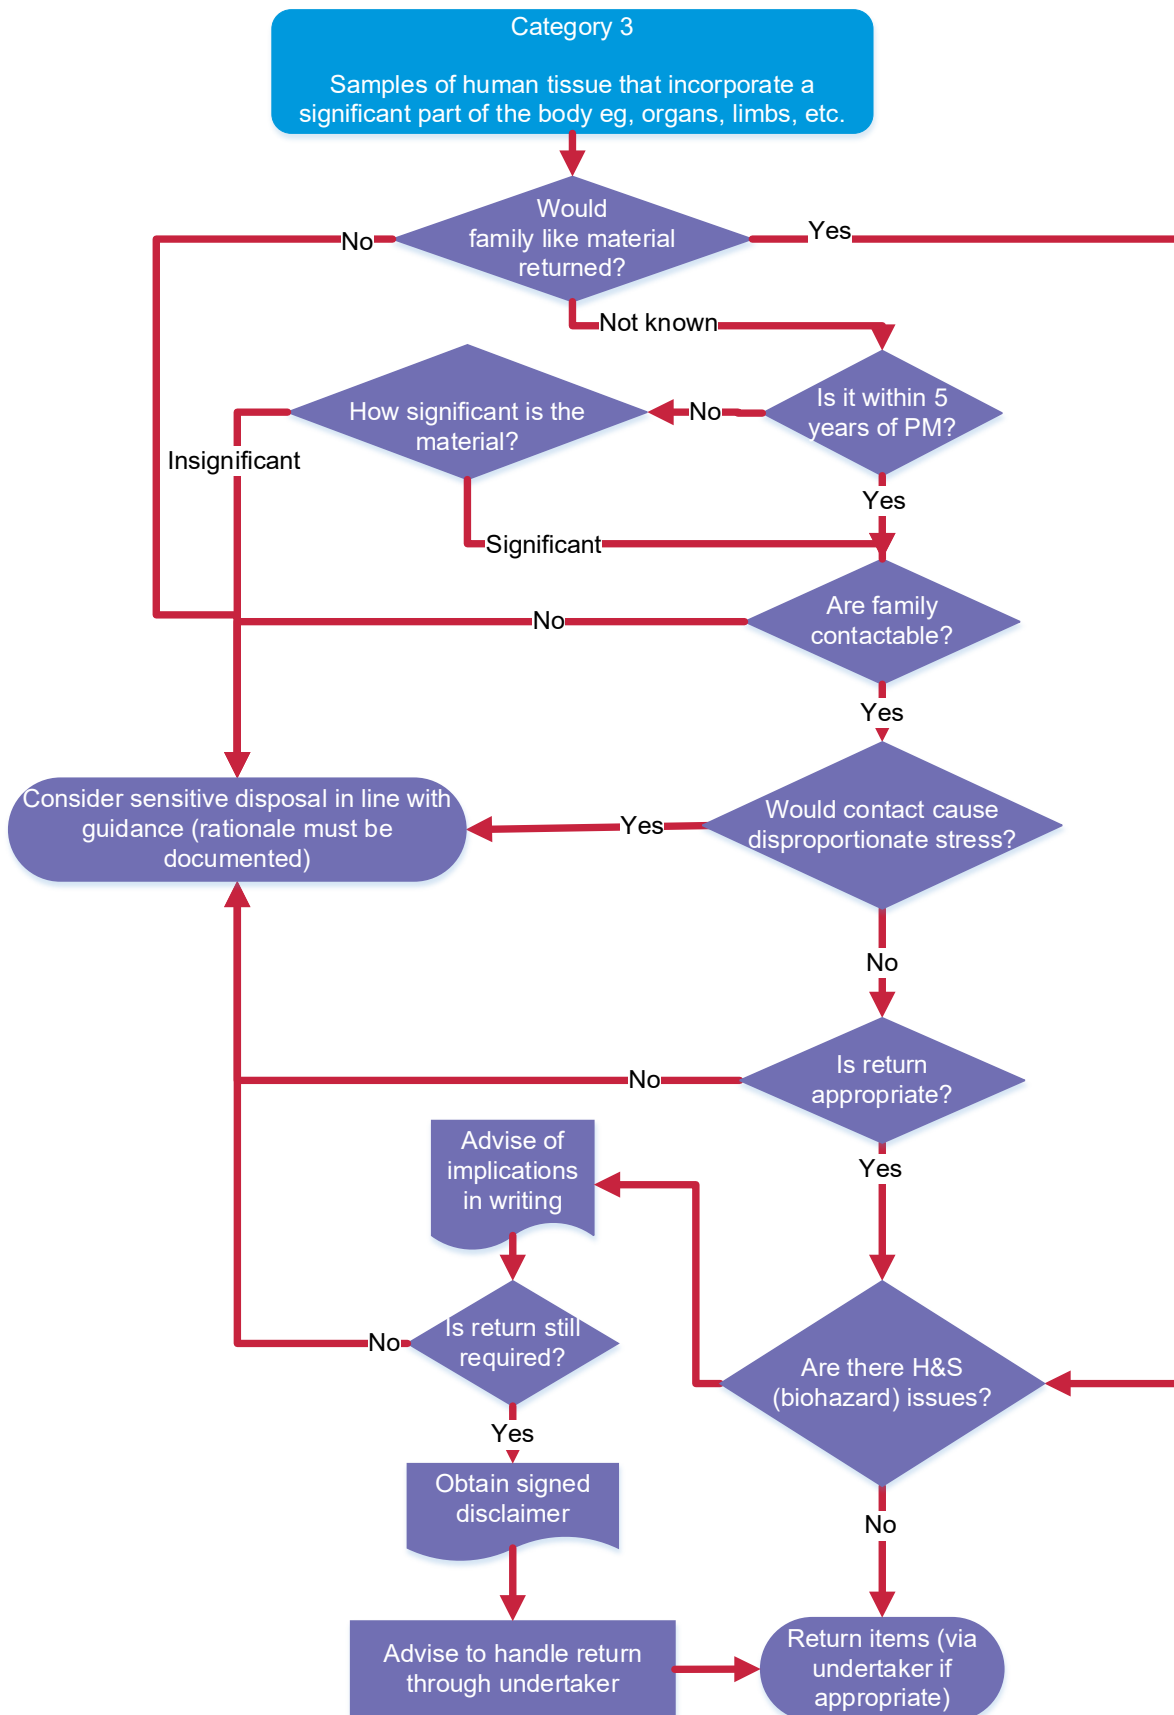 Category 3
Samples of human tissue that incorporate a
significant part of the body eg, organs, limbs, etc.
Would
family like material
returned?
No
Yes
Not known
Is it within 5
years of PM?
No
How significant is the
material?
Insignificant
Yes
Significant
Are family
contactable?
No
Yes
Would contact cause
disproportionate stress?
Yes
Consider sensitive disposal in line with
guidance (rationale must be
documented)
No
Is return
appropriate?
No
Yes
Advise of
implications
in writing
Is return still
required?
No
Are there H&S
(biohazard) issues?
Yes
Obtain signed
disclaimer
No
Advise to handle return
through undertaker
Return items (via
undertaker if
appropriate)